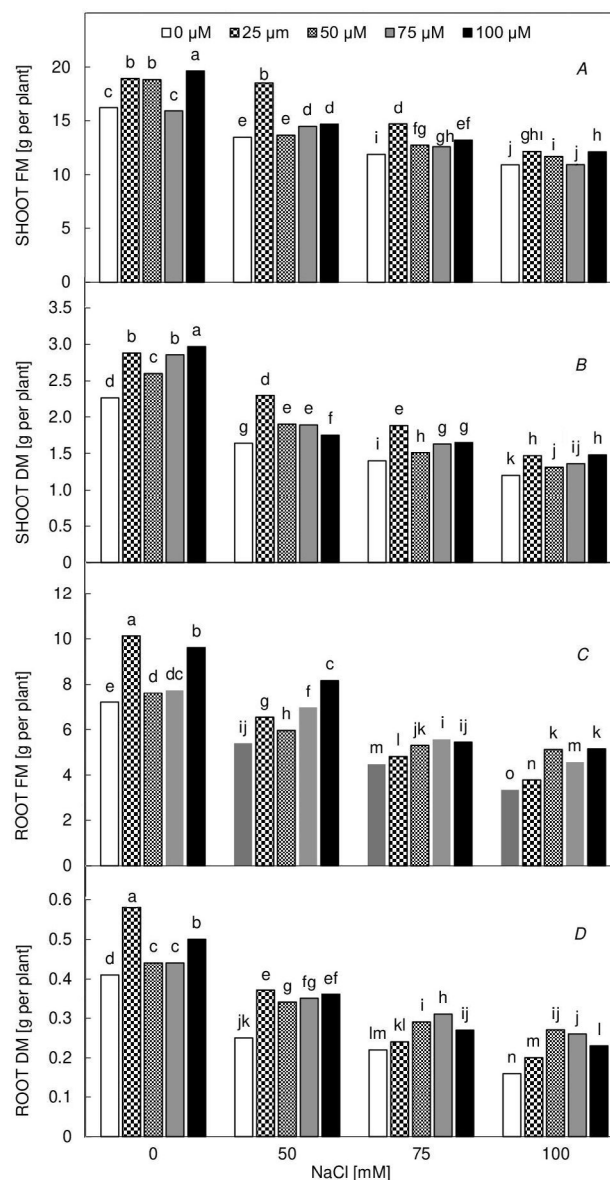 0 µM 25 µm 50 µM 75 µM 100 µM
A
SHOOT FM [g per plant]
20
15
10
5
0
c b b c a
e b e d d
i d fg gh ef
j ghı i j h
B
SHOOT DM [g per plant]
3.0
2.5
2.0
1.5
1.0
0.5
0
d b c b a
g d e e f
i e h g g
k h j ij h
C
ROOT FM [g per plant]
12
10
8
6
4
2
0
e a d dc b
ij g h f c
m l jk i ij
o n k m k
D
ROOT DM [g per plant]
0.6
0.5
0.4
0.3
0.2
0.1
0
d a c c b
jk e g fg ef
lm kl i h ij
n m ij j l
0 50 75 100
NaCl [mM]